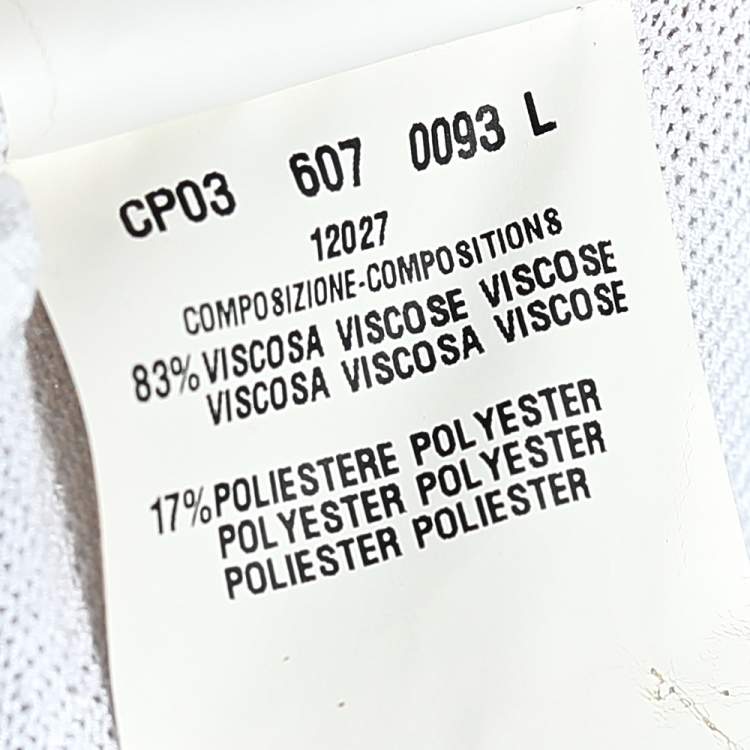 CP03 607 0093 L
12027
COMPOSIZIONE-COMPOSITIONS
83% VISCOSA VISCOSE VISCOSE
VISCOSA VISCOSA VISCOSE
17% POLIESTERE POLYESTER
POLYESTER POLYESTER
POLIESTER POLIESTER